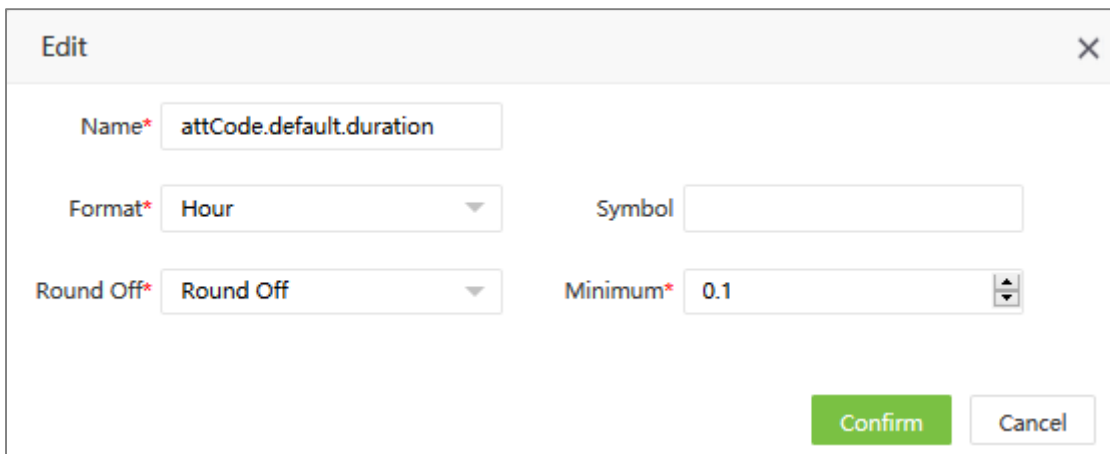 Edit
Name* attCode.default.duration
Format* Hour Symbol
Round Off* Round Off Minimum* 0.1
Confirm Cancel